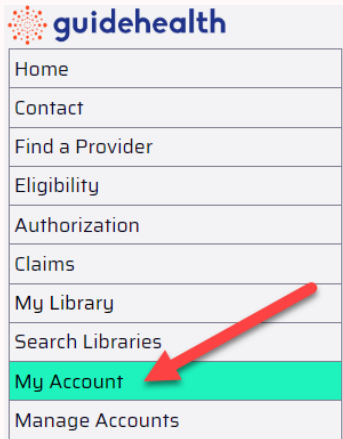 guidehealth
Home
Contact
Find a Provider
Eligibility
Authorization
Claims
My Library
Search Libraries
My Account
Manage Accounts